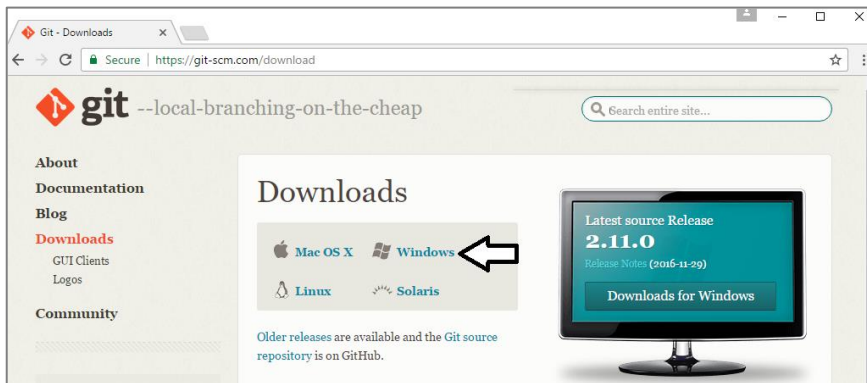 Git - Downloads
Secure | https://git-scm.com/download
git --local-branching-on-the-cheap
Search entire site...
About
Documentation
Blog
Downloads
GUI Clients
Logos
Community
Downloads
Mac OS X Windows
Linux Solaris
Older releases are available and the Git source
repository is on GitHub.
Latest source Release
2.11.0
Release Notes (2016-11-29)
Downloads for Windows